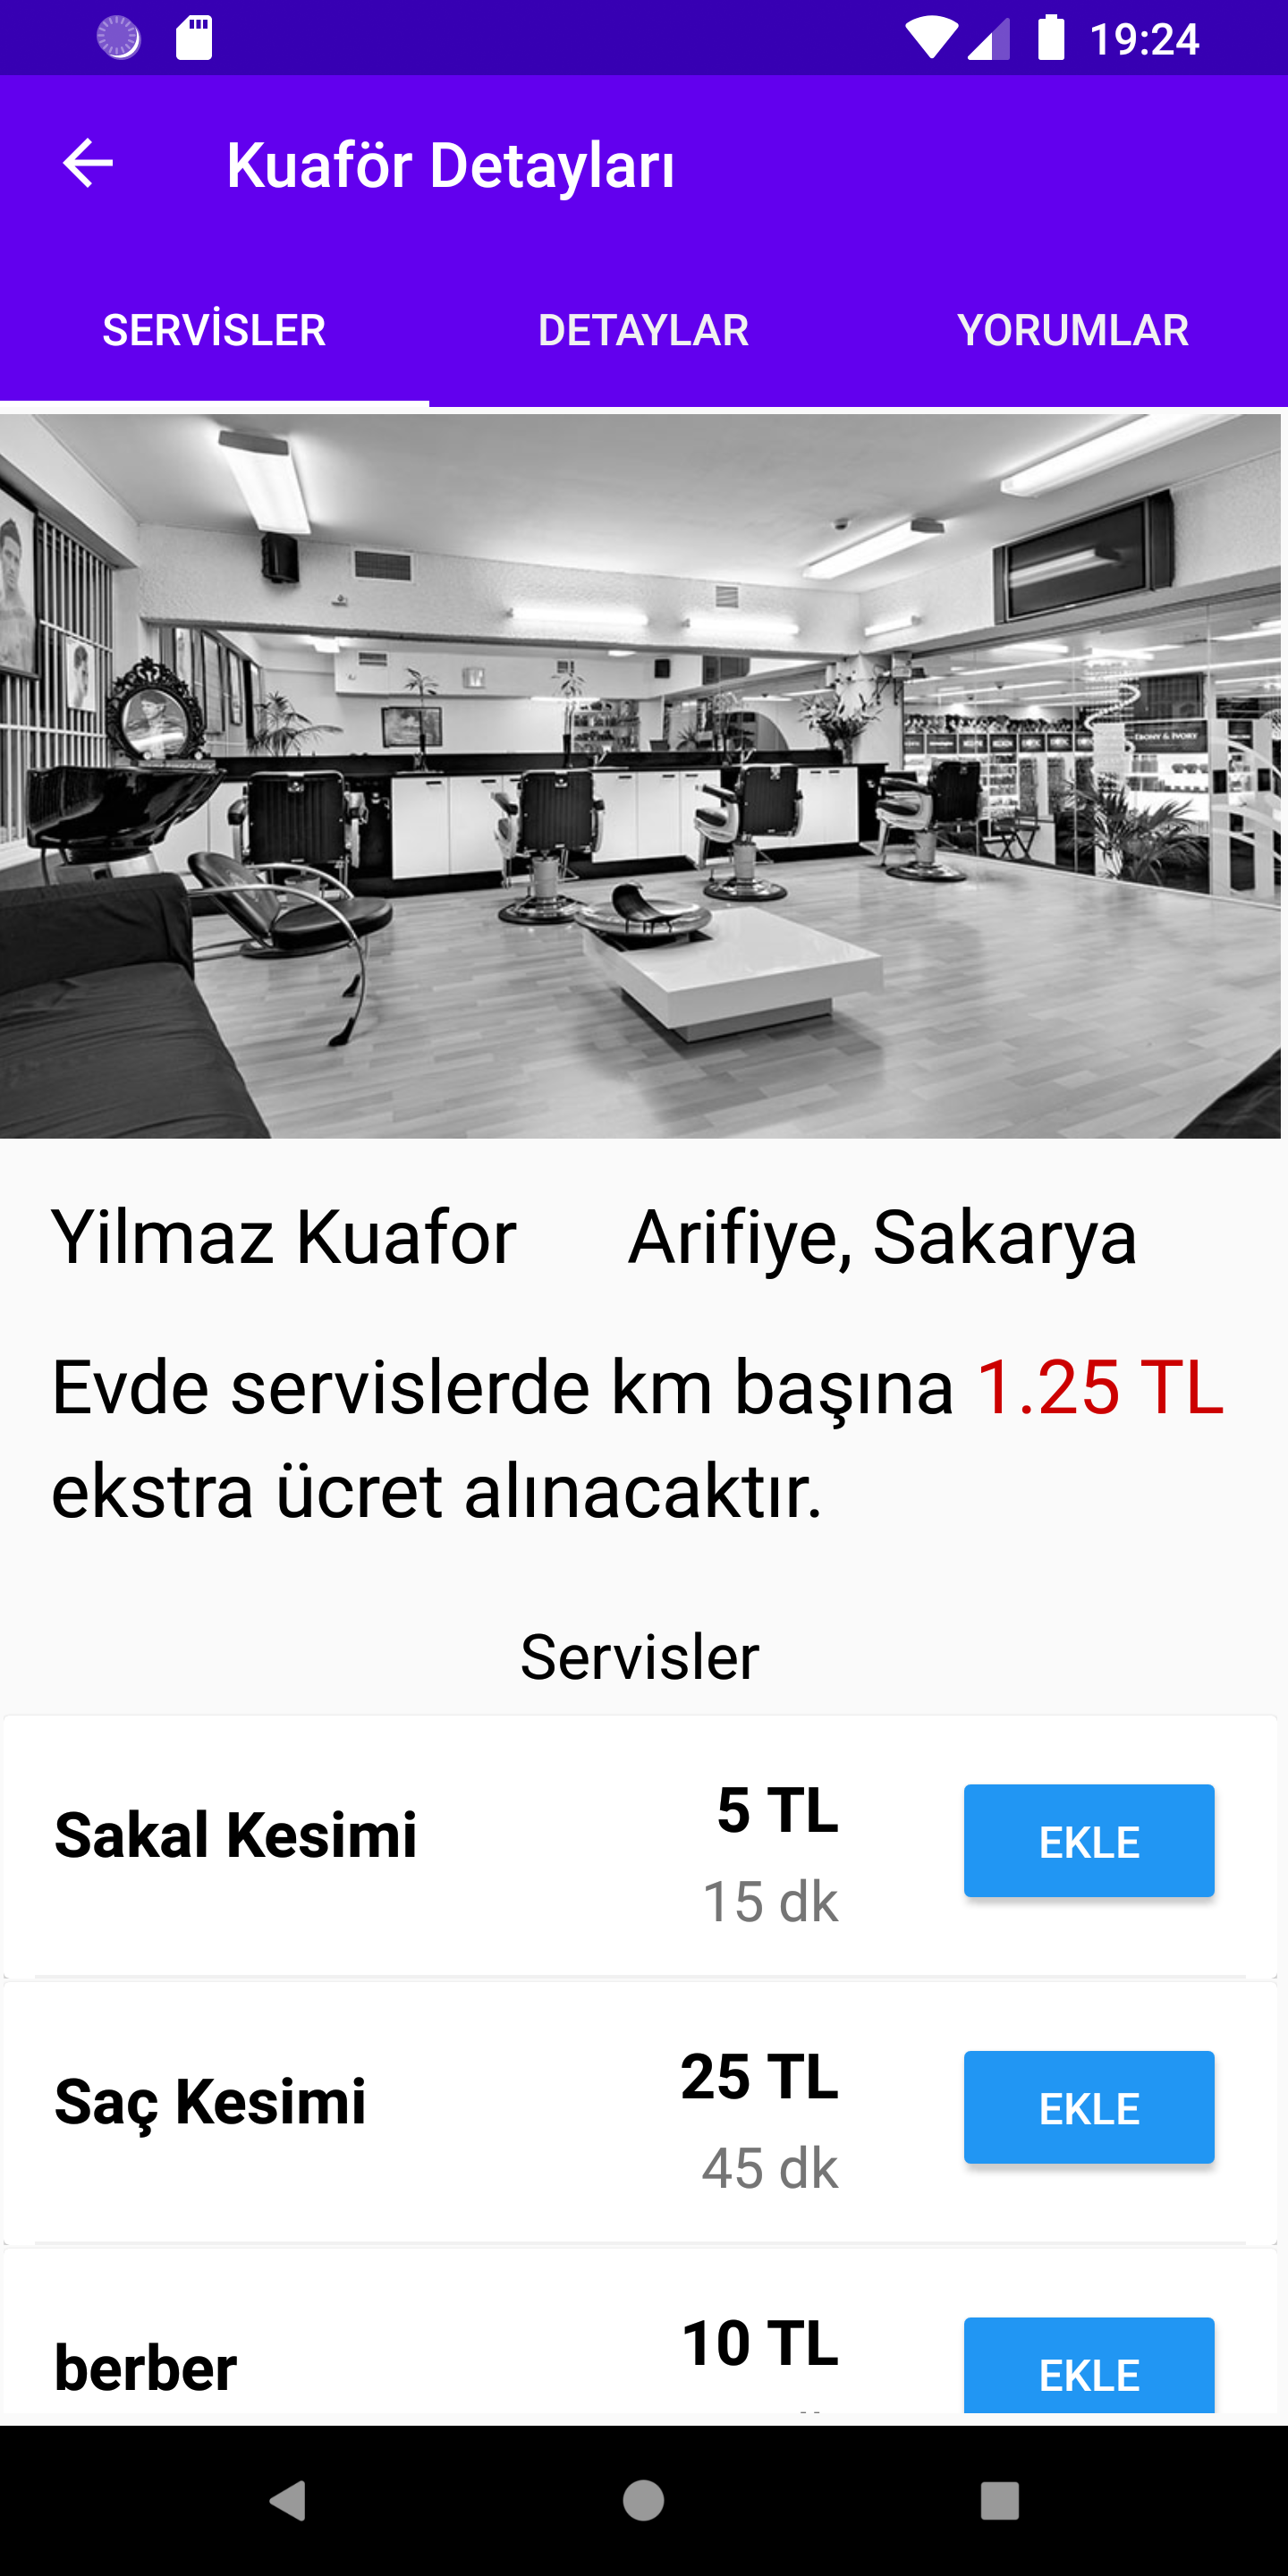 19:24
Kuaför Detayları
SERVİSLER DETAYLAR YORUMLAR
EBONY & IVORY
Yilmaz Kuafor Arifiye, Sakarya
Evde servislerde km başına 1.25 TL
ekstra ücret alınacaktır.
Servisler
Sakal Kesimi 5 TL EKLE
15 dk
Saç Kesimi 25 TL EKLE
45 dk
berber 10 TL EKLE